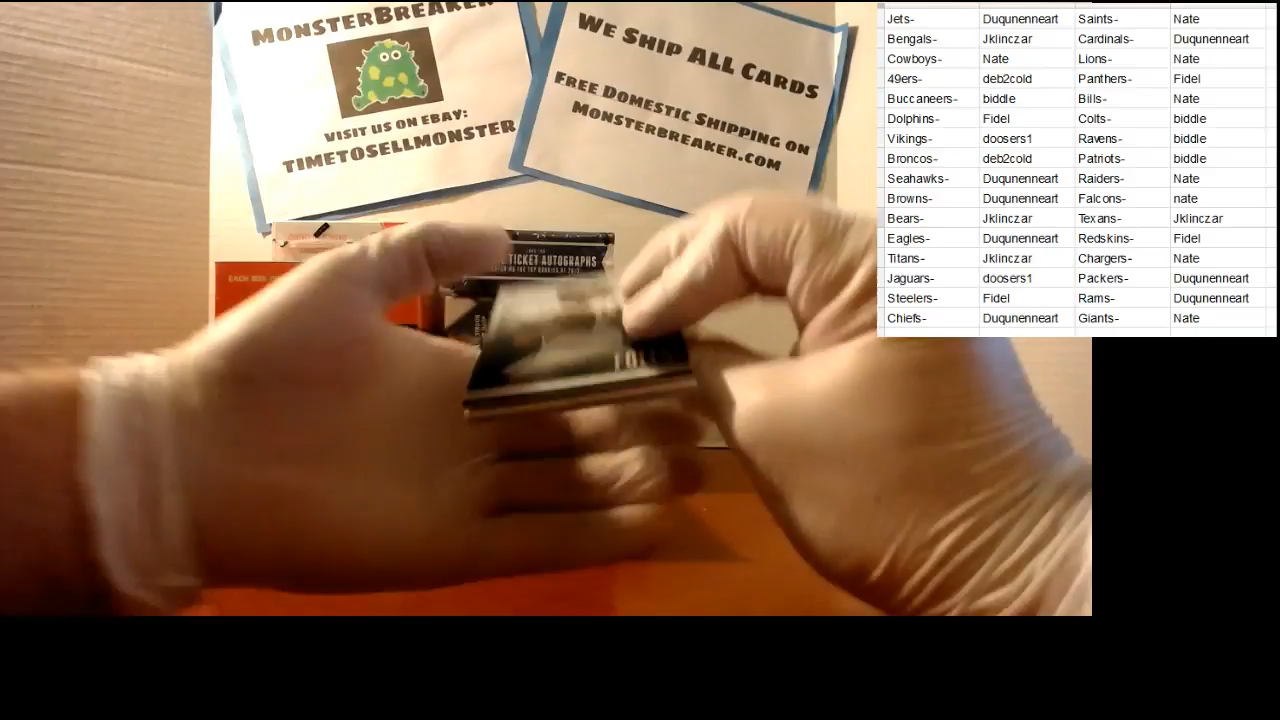 MONSTERBREAKER
VISIT US ON EBAY:
TIMETOSELLMONSTER
WE SHIP ALL CARDS
FREE DOMESTIC SHIPPING ON
MONSTERBREAKER.COM
TICKET AUTOGRAPHS
EACH BOX
Jets- Duqunenneart Saints- Nate
Bengals- Jklinczar Cardinals- Duqunenneart
Cowboys- Nate Lions- Nate
49ers- deb2cold Panthers- Fidel
Buccaneers- biddle Bills- Nate
Dolphins- Fidel Colts- biddle
Vikings- doosers1 Ravens- biddle
Broncos- deb2cold Patriots- biddle
Seahawks- Duqunenneart Raiders- Nate
Browns- Duqunenneart Falcons- nate
Bears- Jklinczar Texans- Jklinczar
Eagles- Duqunenneart Redskins- Fidel
Titans- Jklinczar Chargers- Nate
Jaguars- doosers1 Packers- Duqunenneart
Steelers- Fidel Rams- Duqunenneart
Chiefs- Duqunenneart Giants- Nate